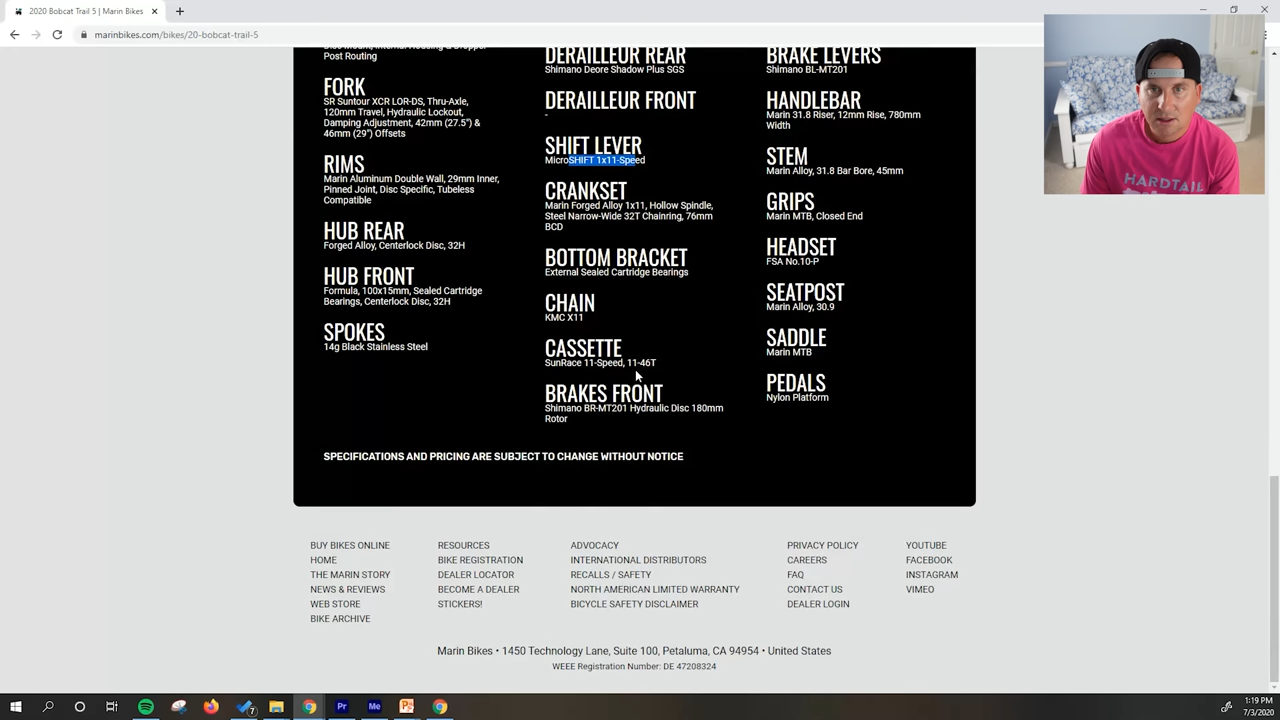 2020 Bobcat Trail 5
marinbikes.com/bikes/20-bobcat-trail-5
Post Routing
FORK
SR Suntour XCR LOR-DS, Thru-Axle,
120mm Travel, Hydraulic Lockout,
Damping Adjustment, 42mm (27.5") &
46mm (29") Offsets
RIMS
Marin Aluminum Double Wall, 29mm Inner,
Pinned Joint, Disc Specific, Tubeless
Compatible
HUB REAR
Forged Alloy, Centerlock Disc, 32H
HUB FRONT
Formula, 100x15mm, Sealed Cartridge
Bearings, Centerlock Disc, 32H
SPOKES
14g Black Stainless Steel
DERAILLEUR REAR
Shimano Deore Shadow Plus SGS
DERAILLEUR FRONT
-
SHIFT LEVER
MicroSHIFT 1x11-Speed
CRANKSET
Marin Forged Alloy 1x11, Hollow Spindle,
Steel Narrow-Wide 32T Chainring, 76mm
BCD
BOTTOM BRACKET
External Sealed Cartridge Bearings
CHAIN
KMC X11
CASSETTE
SunRace 11-Speed, 11-46T
BRAKES FRONT
Shimano BR-MT201 Hydraulic Disc 180mm
Rotor
BRAKE LEVERS
Shimano BL-MT201
HANDLEBAR
Marin 31.8 Riser, 12mm Rise, 780mm
Width
STEM
Marin Alloy, 31.8 Bar Bore, 45mm
GRIPS
Marin MTB, Closed End
HEADSET
FSA No.10-P
SEATPOST
Marin Alloy, 30.9
SADDLE
Marin MTB
PEDALS
Nylon Platform
SPECIFICATIONS AND PRICING ARE SUBJECT TO CHANGE WITHOUT NOTICE
HARDTAIL
BUY BIKES ONLINE
HOME
THE MARIN STORY
NEWS & REVIEWS
WEB STORE
BIKE ARCHIVE
RESOURCES
BIKE REGISTRATION
DEALER LOCATOR
BECOME A DEALER
STICKERS!
ADVOCACY
INTERNATIONAL DISTRIBUTORS
RECALLS / SAFETY
NORTH AMERICAN LIMITED WARRANTY
BICYCLE SAFETY DISCLAIMER
PRIVACY POLICY
CAREERS
FAQ
CONTACT US
DEALER LOGIN
YOUTUBE
FACEBOOK
INSTAGRAM
VIMEO
Marin Bikes • 1450 Technology Lane, Suite 100, Petaluma, CA 94954 • United States
WEEE Registration Number: DE 47208324
7
Pr
Me
1:19 PM
7/3/2020